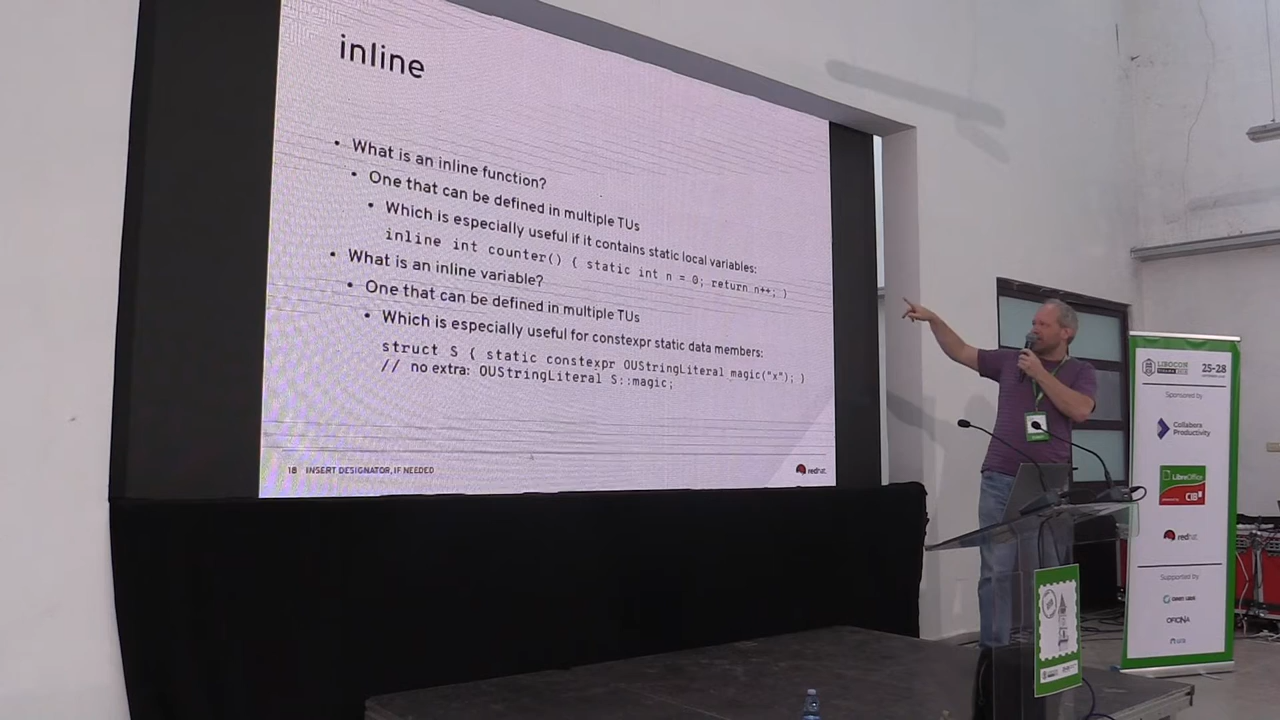 inline
• What is an inline function?
• One that can be defined in multiple TUs
• Which is especially useful if it contains static local variables:
inline int counter() { static int n = 0; return n++; }
• What is an inline variable?
• One that can be defined in multiple TUs
• Which is especially useful for constexpr static data members:
struct S { static constexpr OUStringLiteral magic("x"); }
// no extra: OUStringLiteral S::magic;
18 INSERT DESIGNATOR, IF NEEDED
redhat
LIBOCON
25-28
Sponsored by
Collabora
Productivity
LibreOffice
CIB
redhat
Supported by
OFICINA